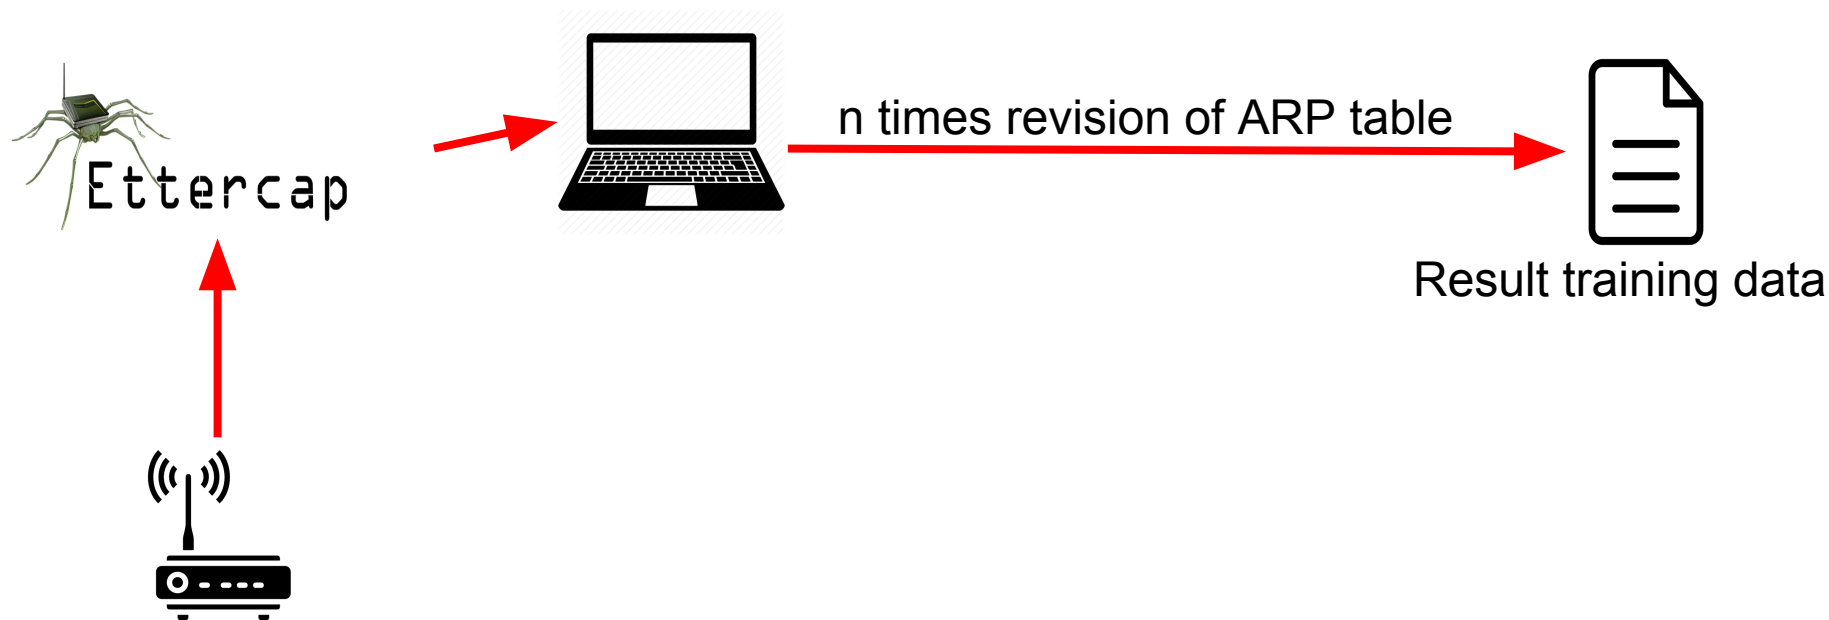 Ettercap
n times revision of ARP table
Result training data